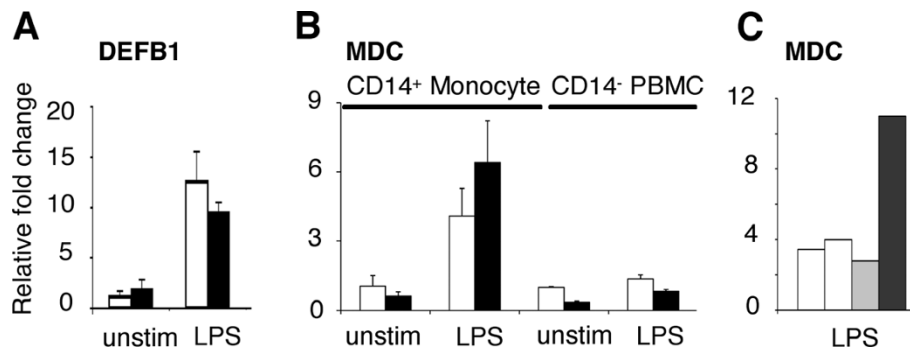 A
DEFB1
Relative fold change
20
15
10
5
0
unstim LPS
B
MDC
CD14+ Monocyte CD14- PBMC
9
6
3
0
unstim LPS unstim LPS
C
MDC
12
8
4
0
LPS